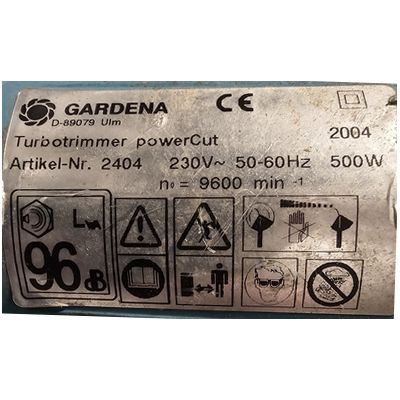 GARDENA
D-89079 Ulm
CE
Turbotrimmer powerCut 2004
Artikel-Nr. 2404 230V~ 50-60Hz 500W
n₀ = 9600 min -1
96 dB